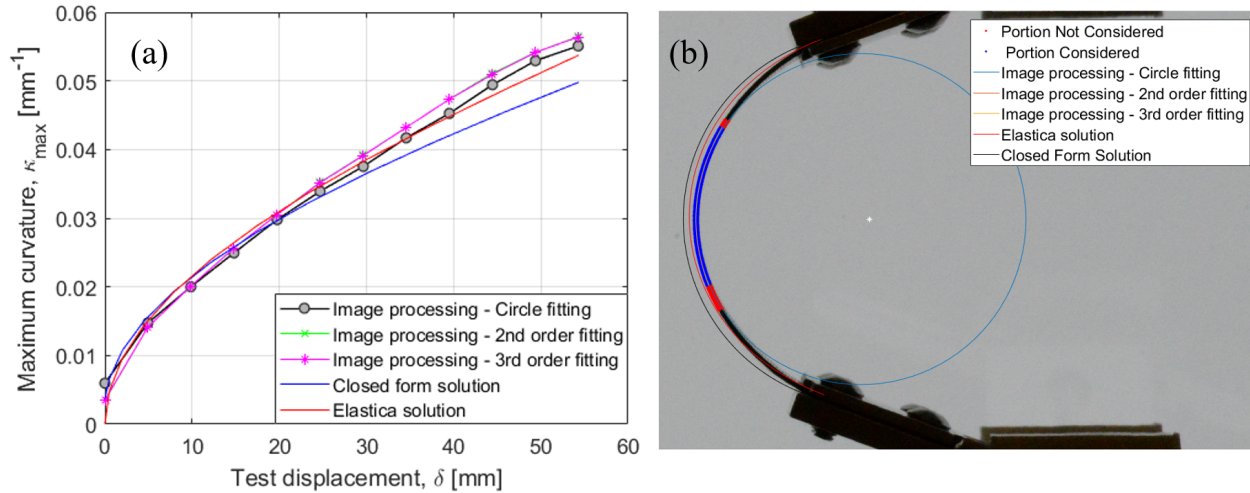 (a)
Maximum curvature, κmax [mm-1]
0.06
0.05
0.04
0.03
0.02
0.01
0
0 10 20 30 40 50 60
Test displacement, δ [mm]
Image processing - Circle fitting
Image processing - 2nd order fitting
Image processing - 3rd order fitting
Closed form solution
Elastica solution
(b)
Portion Not Considered
Portion Considered
Image processing - Circle fitting
Image processing - 2nd order fitting
Image processing - 3rd order fitting
Elastica solution
Closed Form Solution